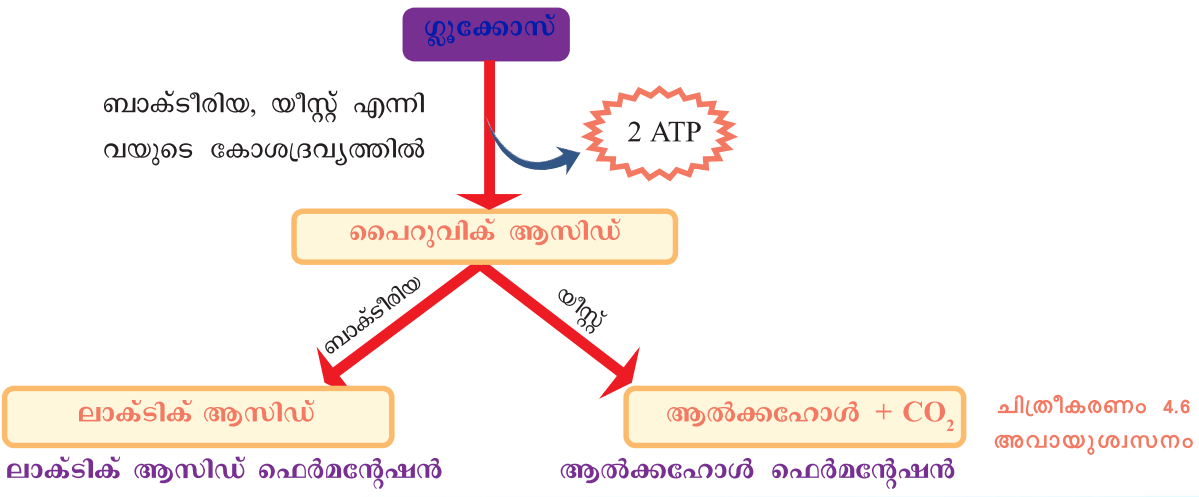 ഗ്ലൂക്കോസ്
ബാക്ടീരിയ, യീസ്റ്റ് എന്നി
വയുടെ കോശദ്രവ്യത്തിൽ
2 ATP
പൈറുവിക് ആസിഡ്
ബാക്ടീരിയ
യീസ്റ്റ്
ലാക്ടിക് ആസിഡ്
ആൽക്കഹോൾ + CO₂
ലാക്ടിക് ആസിഡ് ഫെർമന്റേഷൻ
ആൽക്കഹോൾ ഫെർമന്റേഷൻ
ചിത്രീകരണം 4.6
അവായുശ്വസനം